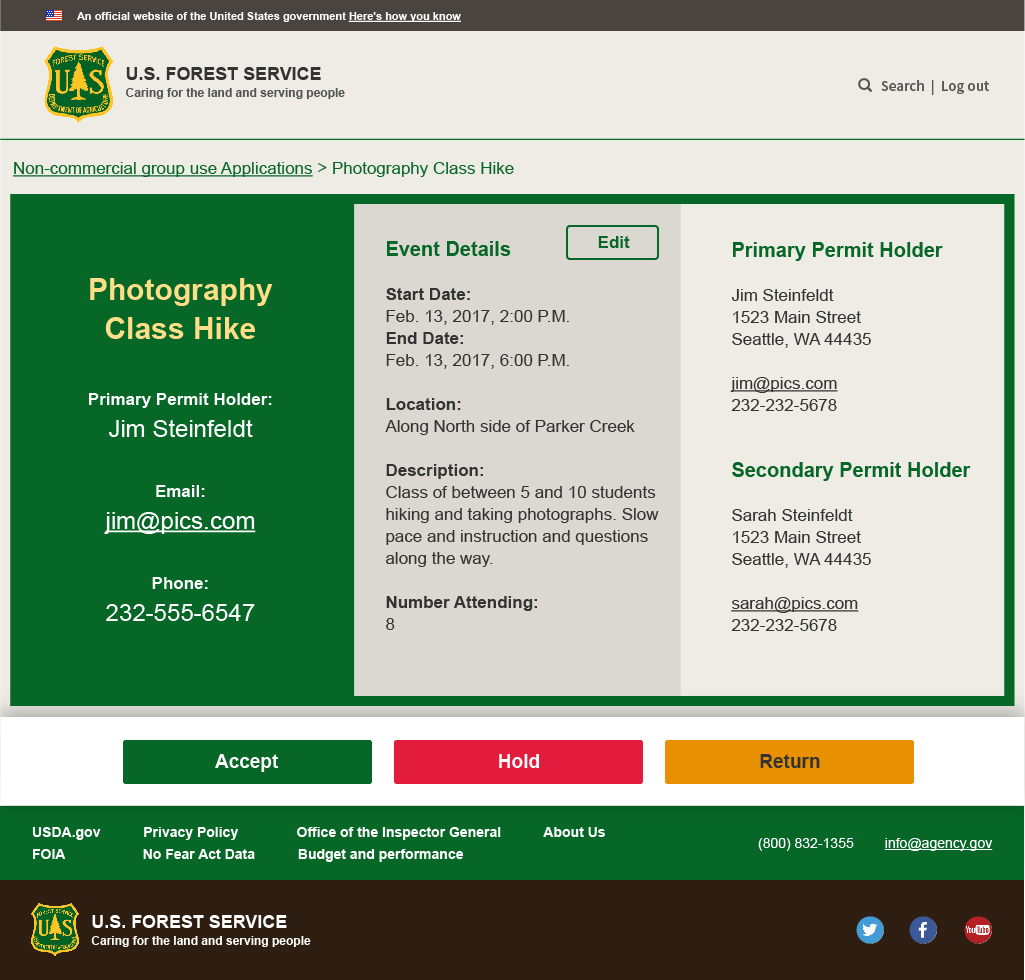 An official website of the United States government Here's how you know
FOREST SERVICE
U S
DEPARTMENT OF AGRICULTURE
U.S. FOREST SERVICE
Caring for the land and serving people
Search | Log out
Non-commercial group use Applications > Photography Class Hike
Photography
Class Hike
Primary Permit Holder:
Jim Steinfeldt
Email:
jim@pics.com
Phone:
232-555-6547
Event Details
Edit
Start Date:
Feb. 13, 2017, 2:00 P.M.
End Date:
Feb. 13, 2017, 6:00 P.M.
Location:
Along North side of Parker Creek
Description:
Class of between 5 and 10 students
hiking and taking photographs. Slow
pace and instruction and questions
along the way.
Number Attending:
8
Primary Permit Holder
Jim Steinfeldt
1523 Main Street
Seattle, WA 44435
jim@pics.com
232-232-5678
Secondary Permit Holder
Sarah Steinfeldt
1523 Main Street
Seattle, WA 44435
sarah@pics.com
232-232-5678
Accept
Hold
Return
USDA.gov
Privacy Policy
Office of the Inspector General
About Us
FOIA
No Fear Act Data
Budget and performance
(800) 832-1355
info@agency.gov
FOREST SERVICE
U S
DEPARTMENT OF AGRICULTURE
U.S. FOREST SERVICE
Caring for the land and serving people
YouTube